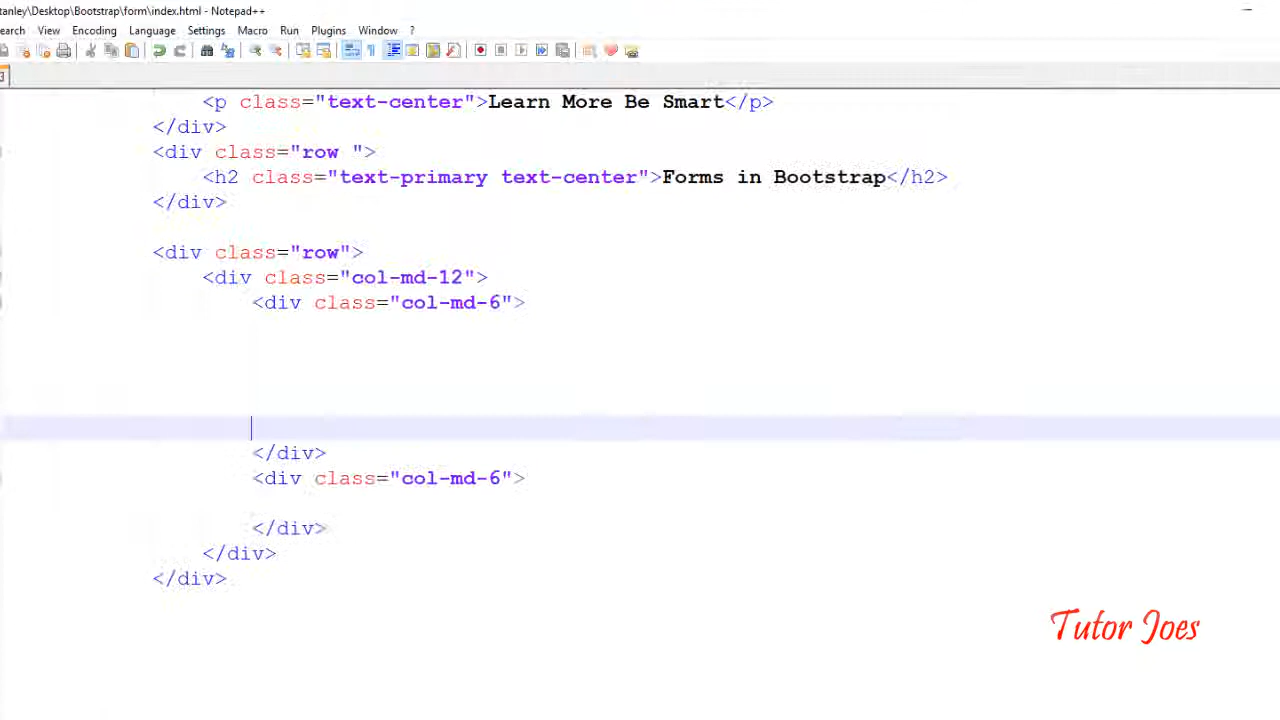 tanley\Desktop\Bootstrap\form\index.html - Notepad++
earch View Encoding Language Settings Macro Run Plugins Window ?
<p class="text-center">Learn More Be Smart</p>
</div>
<div class="row ">
<h2 class="text-primary text-center">Forms in Bootstrap</h2>
</div>
<div class="row">
<div class="col-md-12">
<div class="col-md-6">
</div>
<div class="col-md-6">
</div>
</div>
</div>
Tutor Joes